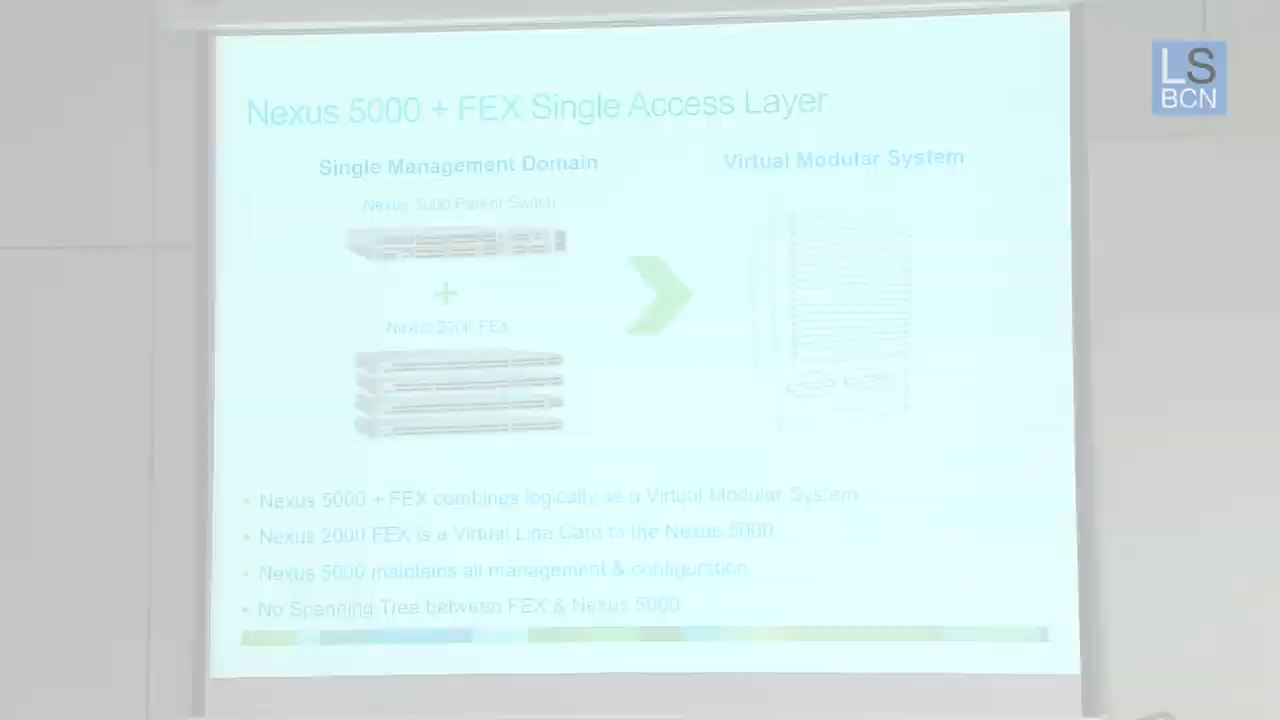 LS
BCN
Nexus 5000 + FEX Single Access Layer
Single Management Domain
Virtual Modular System
Nexus 5000 Parent Switch
+
Nexus 2000 FEX
• Nexus 5000 + FEX combines logically as a Virtual Modular System
• Nexus 2000 FEX is a Virtual Line Card to the Nexus 5000
• Nexus 5000 maintains all management & configuration
• No Spanning Tree between FEX & Nexus 5000